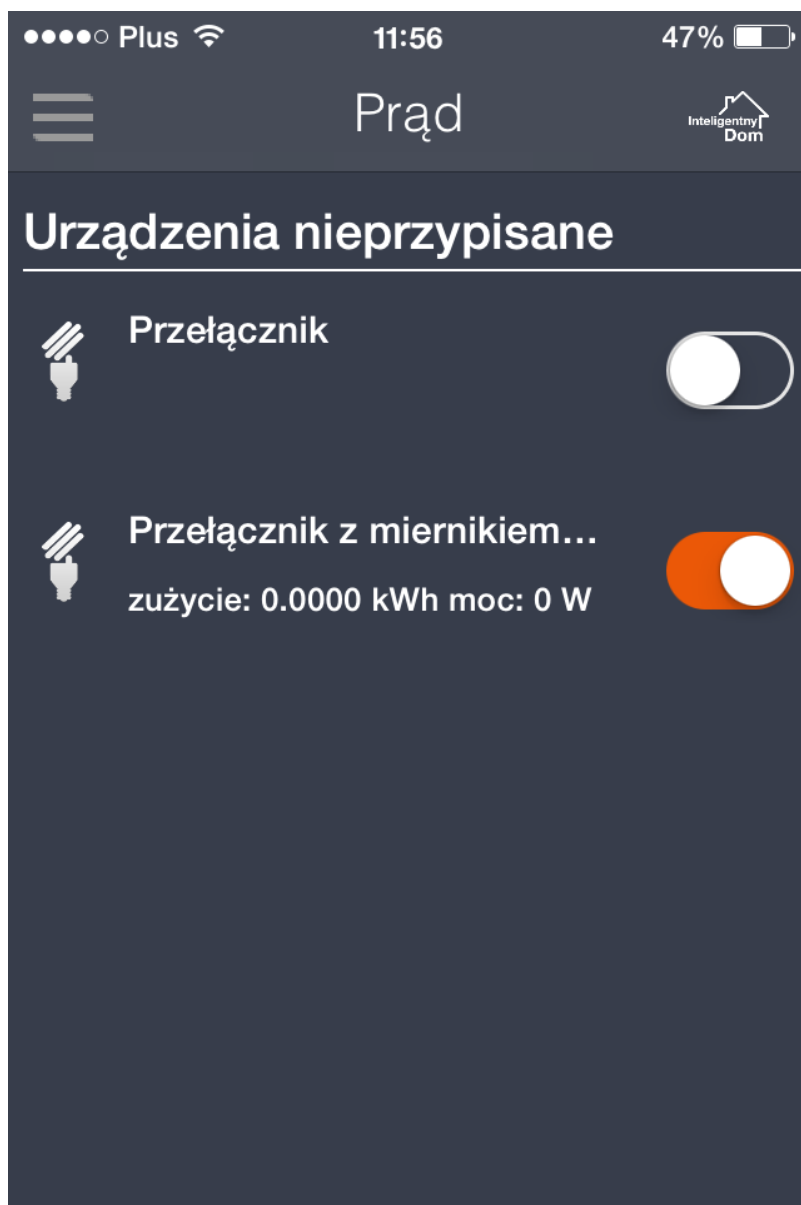 Plus 11:56 47%
Prąd
Inteligentny
Dom
Urządzenia nieprzypisane
Przełącznik
Przełącznik z miernikiem...
zużycie: 0.0000 kWh moc: 0 W